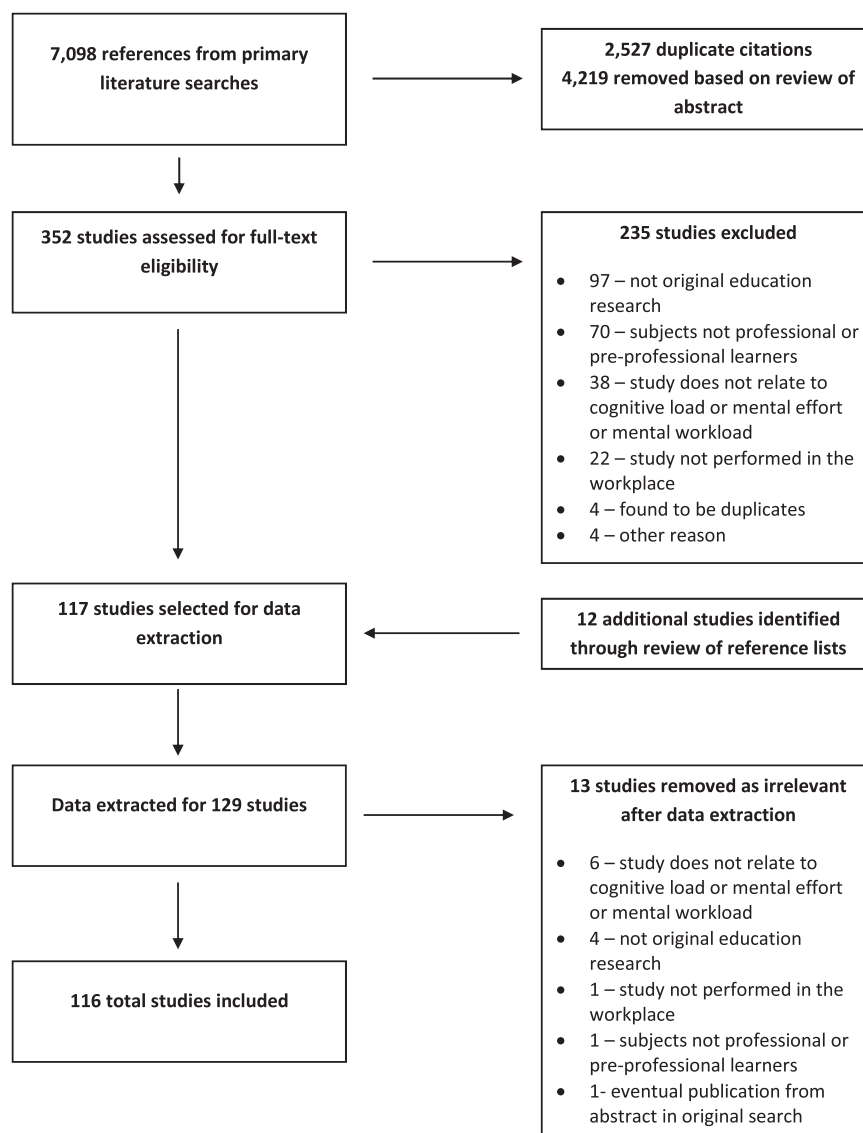 7,098 references from primary
literature searches
2,527 duplicate citations
4,219 removed based on review of
abstract
352 studies assessed for full-text
eligibility
235 studies excluded
• 97 – not original education
research
• 70 – subjects not professional or
pre-professional learners
• 38 – study does not relate to
cognitive load or mental effort
or mental workload
• 22 – study not performed in the
workplace
• 4 – found to be duplicates
• 4 – other reason
117 studies selected for data
extraction
12 additional studies identified
through review of reference lists
Data extracted for 129 studies
13 studies removed as irrelevant
after data extraction
• 6 – study does not relate to
cognitive load or mental effort
or mental workload
• 4 – not original education
research
• 1 – study not performed in the
workplace
• 1 – subjects not professional or
pre-professional learners
• 1- eventual publication from
abstract in original search
116 total studies included